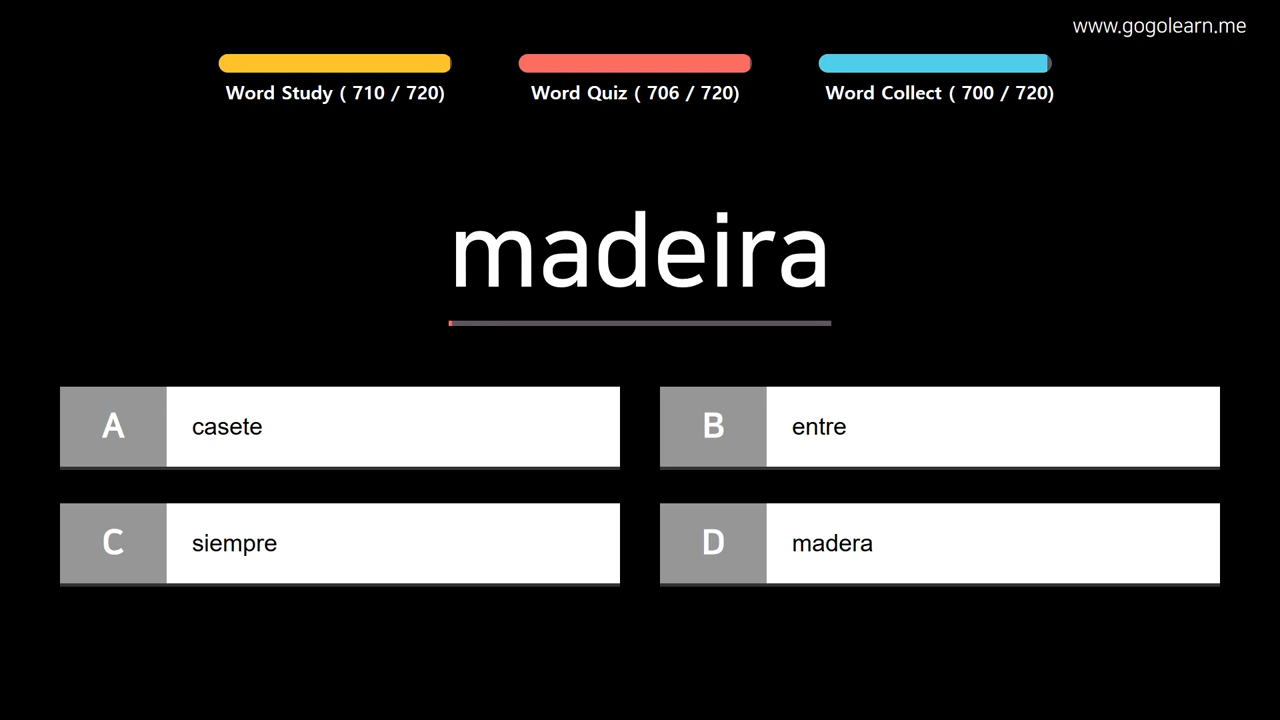 www.gogolearn.me
Word Study ( 710 / 720)
Word Quiz ( 706 / 720)
Word Collect ( 700 / 720)
madeira
A casete
B entre
C siempre
D madera